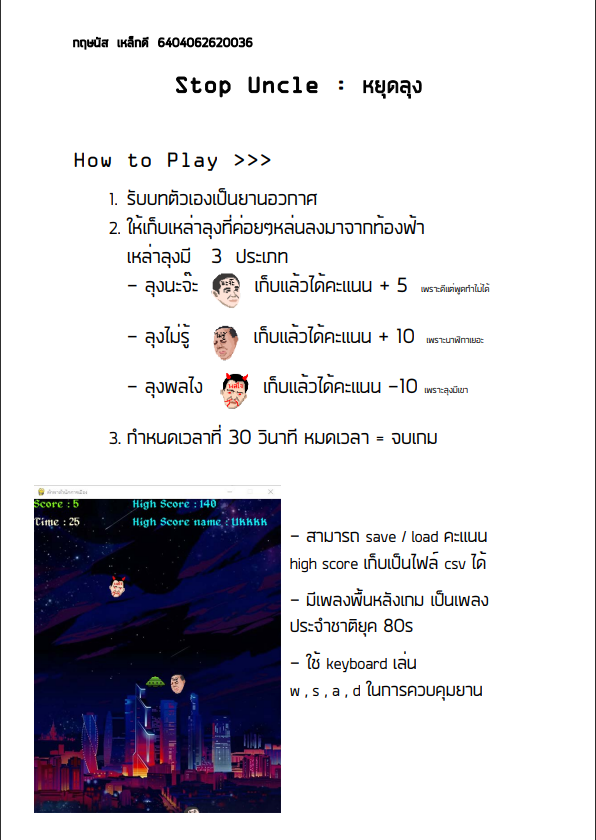 กฤษนัส เหล็กดี 6404062620036
Stop Uncle : หยุดลุง
How to Play >>>
1. รับบทตัวเองเป็นยานอวกาศ
2. ให้เก็บเหล่าลุงที่ค่อยๆหล่นลงมาจากท้องฟ้า
เหล่าลุงมี 3 ประเภท
- ลุงนะจ๊ะ เก็บแล้วได้คะแนน + 5 เพราะดีแต่พูดทำไม่ได้
- ลุงไม่รู้ เก็บแล้วได้คะแนน + 10 เพราะนาฬิกาเยอะ
- ลุงพลไง เก็บแล้วได้คะแนน -10 เพราะลุงมีเขา
3. กำหนดเวลาที่ 30 วินาที หมดเวลา = จบเกม
Score : 5 High Score : 140
Time : 25 High Score name : UKKKK
- สามารถ save / load คะแนน
high score เก็บเป็นไฟล์ csv ได้
- มีเพลงพื้นหลังเกม เป็นเพลง
ประจำชาติยุค 80s
- ใช้ keyboard เล่น
w , s , a , d ในการควบคุมยาน